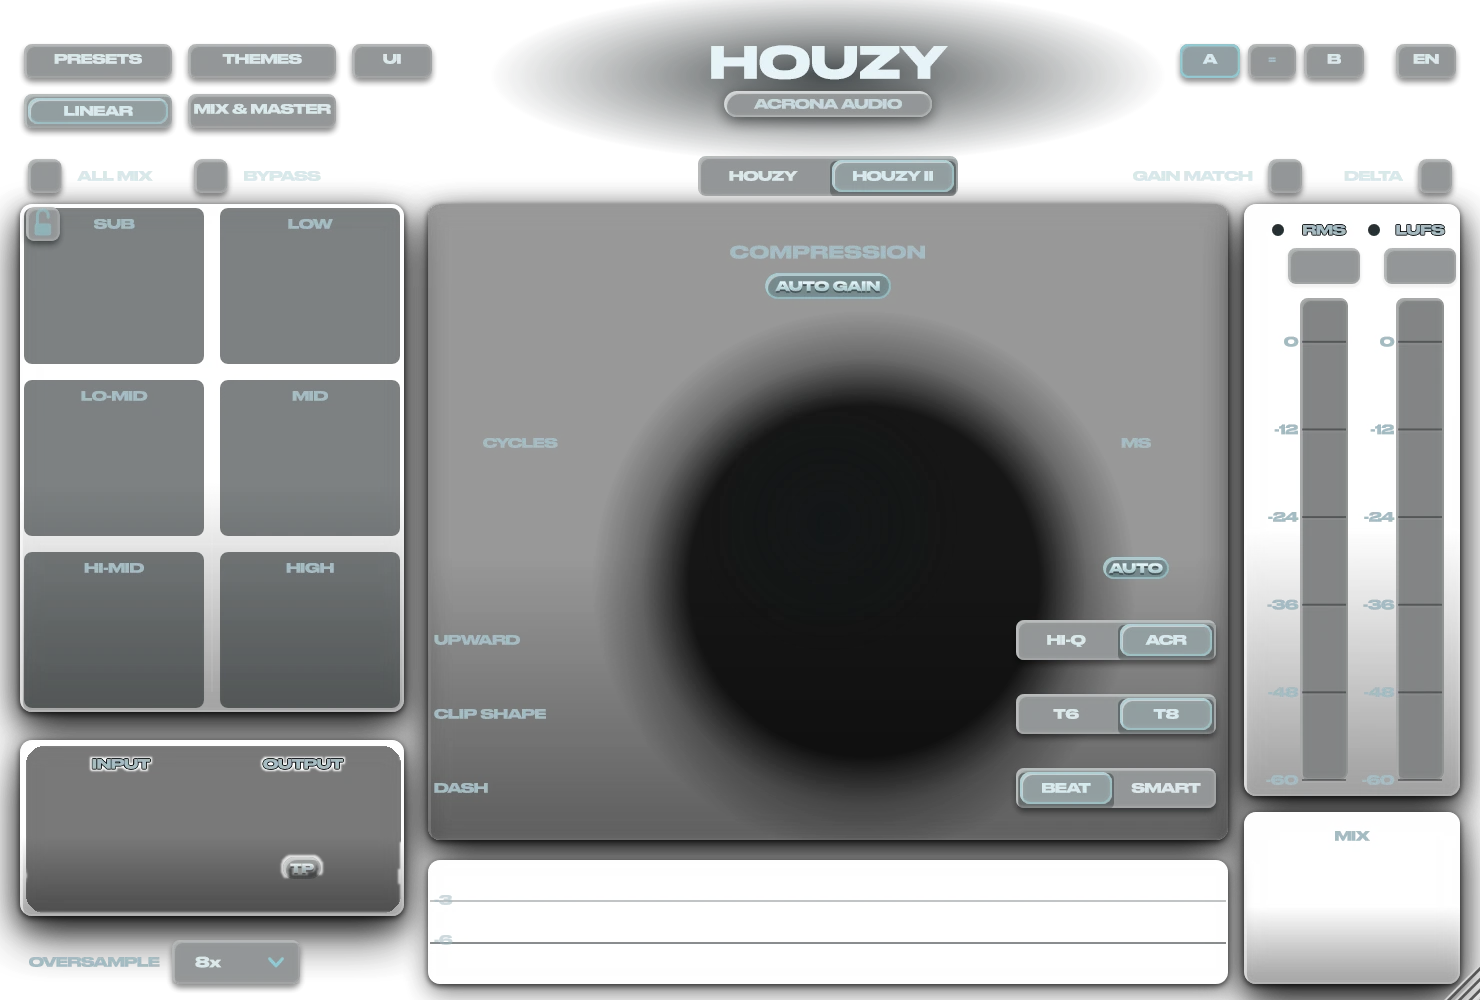 HOUZY
ACRONA AUDIO
PRESETS
THEMES
UI
A
=
B
EN
LINEAR
MIX & MASTER
ALL MIX
BYPASS
HOUZY
HOUZY II
GAIN MATCH
DELTA
SUB
LOW
LO-MID
MID
HI-MID
HIGH
COMPRESSION
AUTO GAIN
CYCLES
MS
AUTO
UPWARD
HI-Q
ACR
CLIP SHAPE
T6
T8
DASH
BEAT
SMART
RMS
LUFS
0
0
-12
-12
-24
-24
-36
-36
-48
-48
-60
-60
INPUT
OUTPUT
TP
MIX
-3
-6
OVERSAMPLE
8x